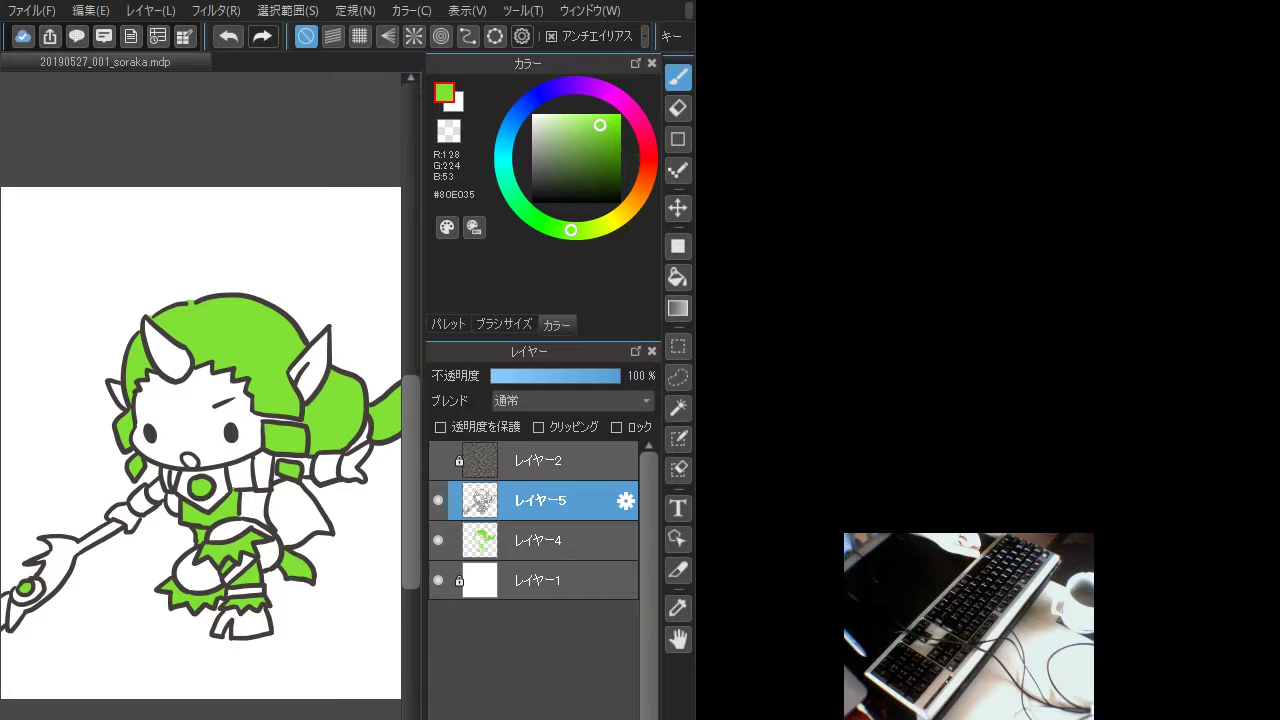 ファイル(F) 編集(E) レイヤー(L) フィルタ(R) 選択範囲(S) 定規(N) カラー(C) 表示(V) ツール(T) ウィンドウ(W)
アンチエイリアス キー
20190527_001_soraka.mdp
カラー
R:128
G:224
B:53
#80E035
パレット ブラシサイズ カラー
レイヤー
不透明度 100 %
ブレンド 通常
透明度を保護 クリッピング ロック
レイヤー2
レイヤー5
レイヤー4
レイヤー1